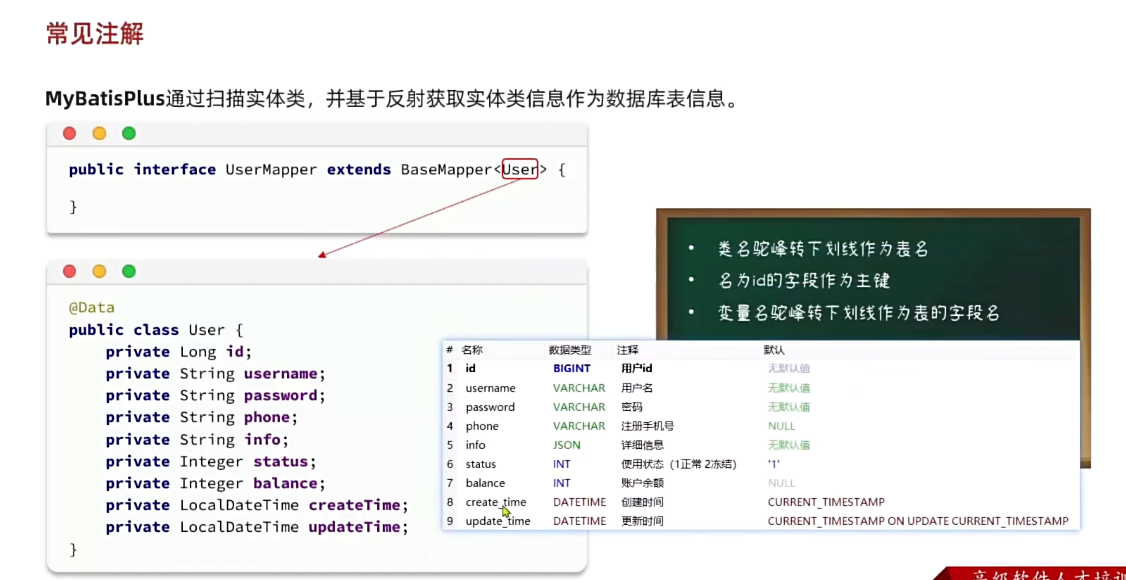 常见注解
MyBatisPlus通过扫描实体类，并基于反射获取实体类信息作为数据库表信息。
public interface UserMapper extends BaseMapper<User> {
}
@Data
public class User {
private Long id;
private String username;
private String password;
private String phone;
private String info;
private Integer status;
private Integer balance;
private LocalDateTime createTime;
private LocalDateTime updateTime;
}
• 类名驼峰转下划线作为表名
• 名为id的字段作为主键
• 变量名驼峰转下划线作为表的字段名
# 名称 数据类型 注释 默认
1 id BIGINT 用户id 无默认值
2 username VARCHAR 用户名 无默认值
3 password VARCHAR 密码 无默认值
4 phone VARCHAR 注册手机号 NULL
5 info JSON 详细信息 无默认值
6 status INT 使用状态（1正常 2冻结) '1'
7 balance INT 账户余额 NULL
8 create_time DATETIME 创建时间 CURRENT_TIMESTAMP
9 update_time DATETIME 更新时间 CURRENT_TIMESTAMP ON UPDATE CURRENT_TIMESTAMP
高级软件人才培训